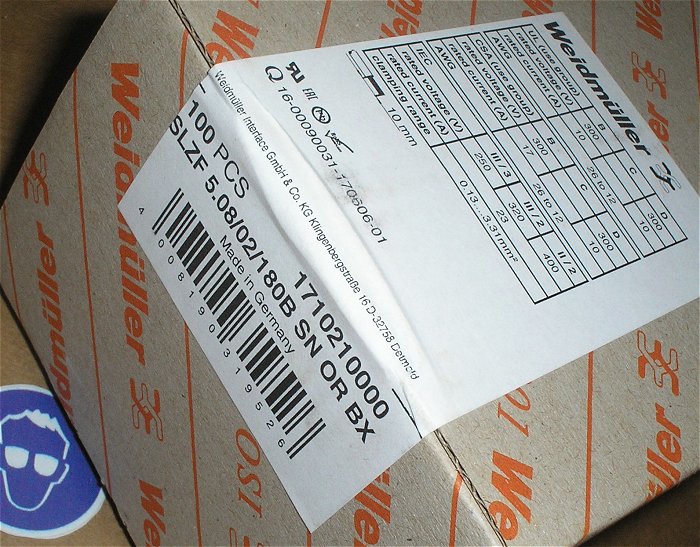 Weidmüller
UL (use group) B C D
rated voltage (V) 300 300
rated current (A) 10 10
AWG 26 to 12
CSA (use group) B C D
rated voltage (V) 300 300
rated current (A) 17 10
AWG 26 to 12
IEC III/3 III/2 II/2
rated voltage (V) 250 320 400
rated current (A) 23
clamping range 0,13...3,31mm²
10 mm
Q 16-00090031-170606-01
Weidmüller Interface GmbH & Co. KG Klingenbergstraße 16 D-32758 Detmold
100 PCS 1710210000
SLZF 5.08/02/180B SN OR BX
Made in Germany
4 008190 319526
Weidmüller
Weidmüller
Weidmüller